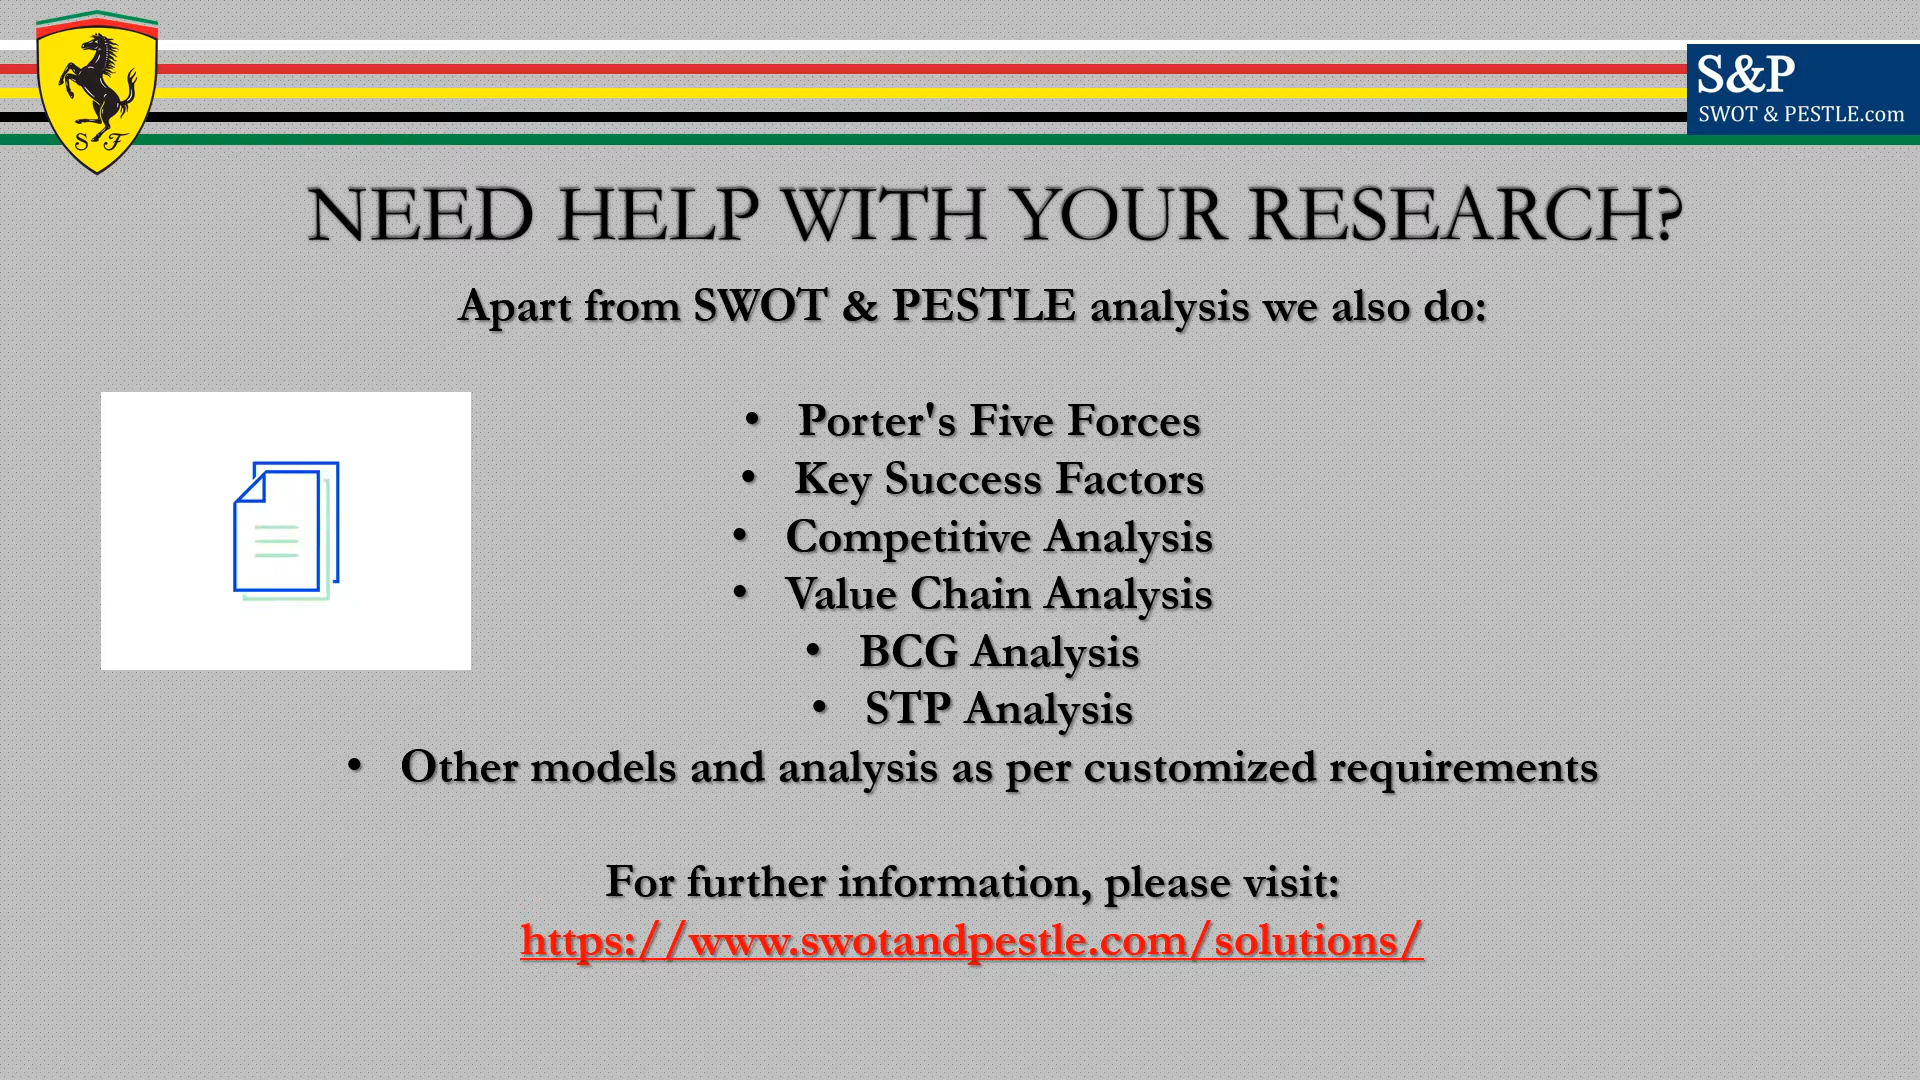 S F
S&P
SWOT & PESTLE.com
NEED HELP WITH YOUR RESEARCH?
Apart from SWOT & PESTLE analysis we also do:
• Porter's Five Forces
• Key Success Factors
• Competitive Analysis
• Value Chain Analysis
• BCG Analysis
• STP Analysis
• Other models and analysis as per customized requirements
For further information, please visit:
https://www.swotandpestle.com/solutions/